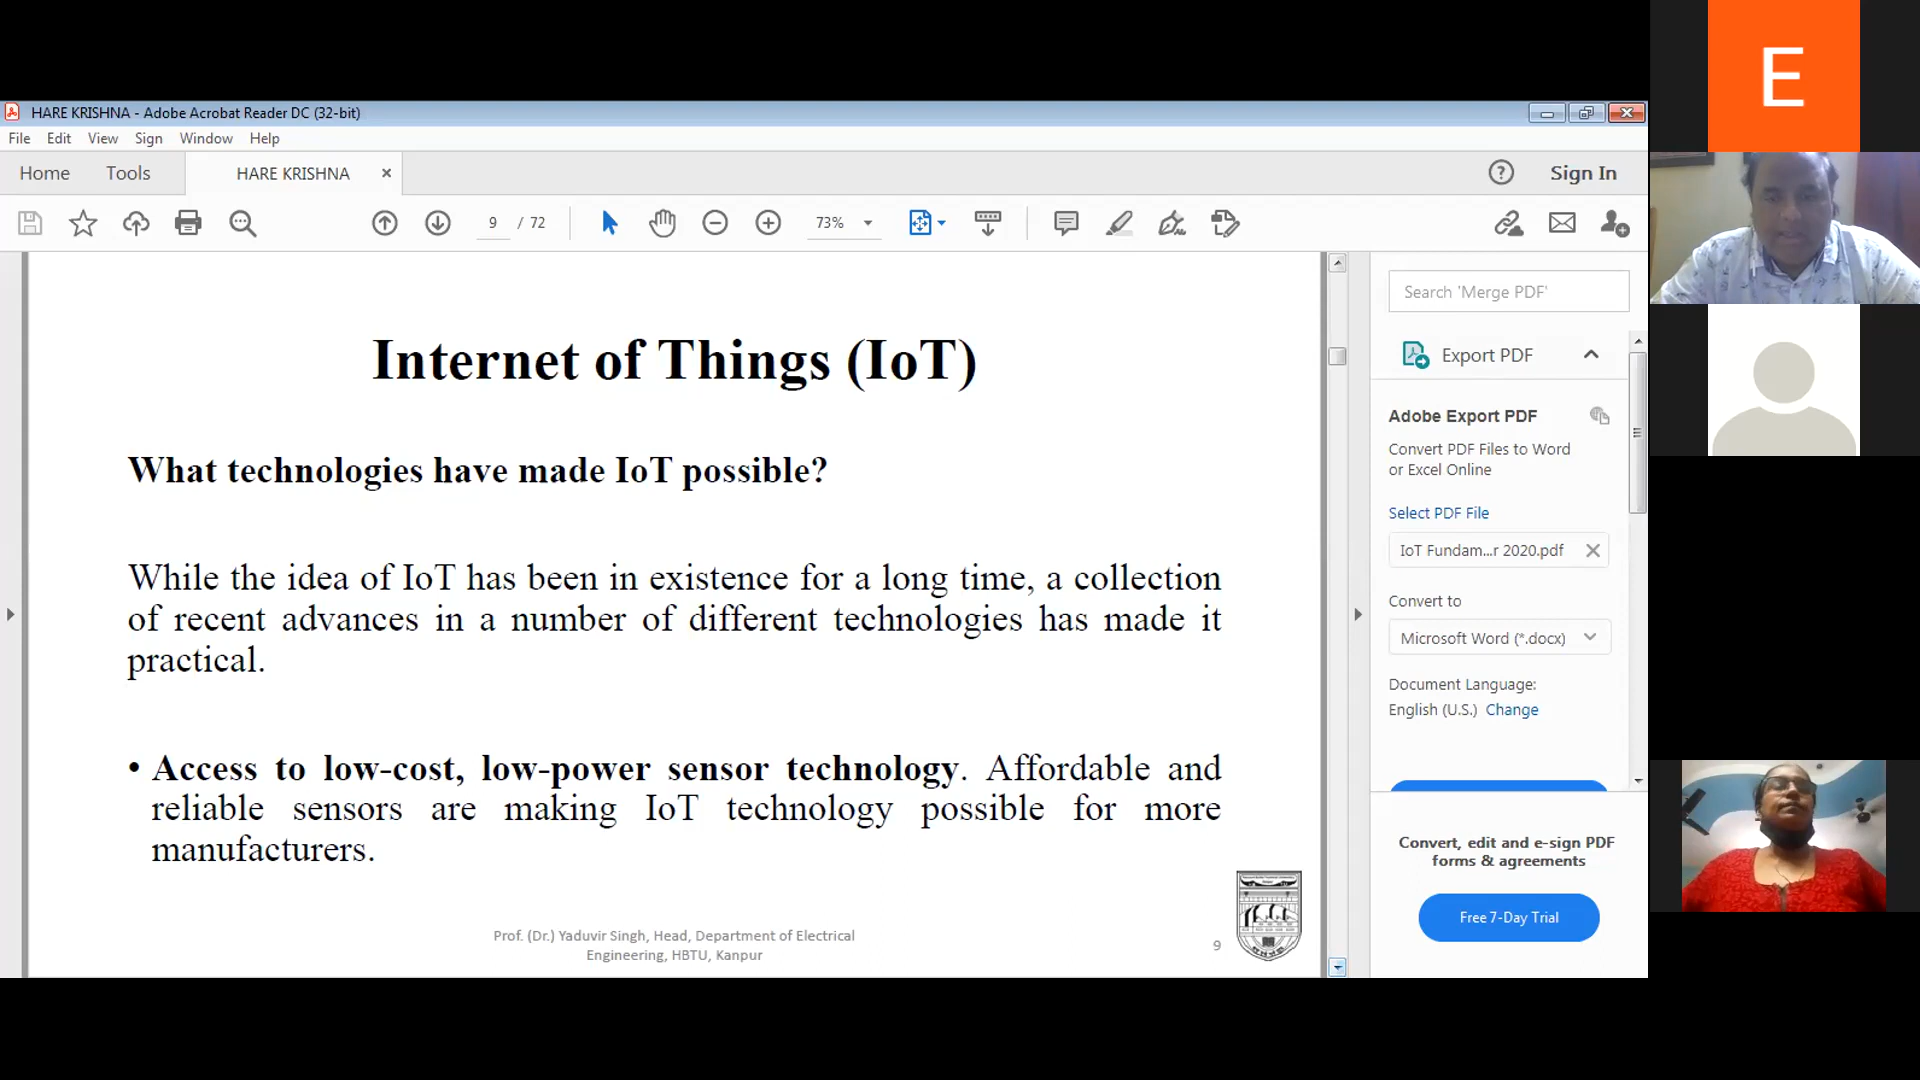 HARE KRISHNA - Adobe Acrobat Reader DC (32-bit)
File Edit View Sign Window Help
Home Tools HARE KRISHNA Sign In
9 / 72 73%
Internet of Things (IoT)
What technologies have made IoT possible?
While the idea of IoT has been in existence for a long time, a collection
of recent advances in a number of different technologies has made it
practical.
• Access to low-cost, low-power sensor technology. Affordable and
reliable sensors are making IoT technology possible for more
manufacturers.
Prof. (Dr.) Yaduvir Singh, Head, Department of Electrical
Engineering, HBTU, Kanpur
9
Search 'Merge PDF'
Export PDF
Adobe Export PDF
Convert PDF Files to Word
or Excel Online
Select PDF File
IoT Fundam...r 2020.pdf
Convert to
Microsoft Word (*.docx)
Document Language:
English (U.S.) Change
Convert, edit and e-sign PDF
forms & agreements
Free 7-Day Trial
E